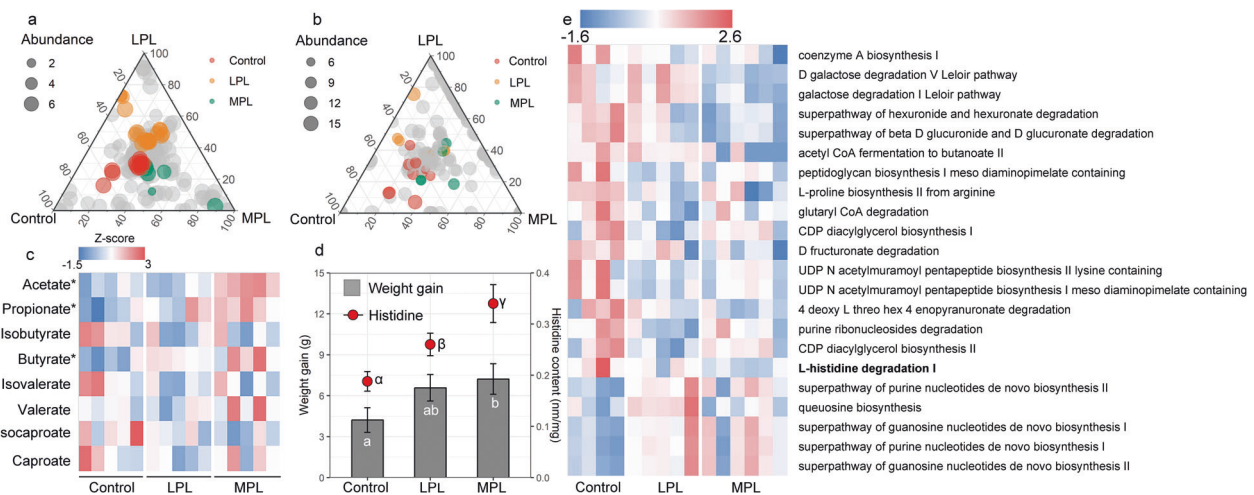 a
Abundance
2
4
6
LPL
100
80
60
40
20
20
40
60
80
100
Control
LPL
MPL
Control
20
40
60
80
100
MPL
b
Abundance
6
9
12
15
LPL
100
80
60
40
20
20
40
60
80
100
Control
LPL
MPL
Control
20
40
60
80
100
MPL
c
Z-score
-1.5
3
Acetate*
Propionate*
Isobutyrate
Butyrate*
Isovalerate
Valerate
socaproate
Caproate
Control
LPL
MPL
d
Weight gain (g)
15
12
9
6
3
0
Weight gain
Histidine
α
β
γ
a
ab
b
Control
LPL
MPL
0.4
0.3
0.2
0.1
0.0
Histidine content (nm/mg)
e
-1.6
2.6
coenzyme A biosynthesis I
D galactose degradation V Leloir pathway
galactose degradation I Leloir pathway
superpathway of hexuronide and hexuronate degradation
superpathway of beta D glucuronide and D glucuronate degradation
acetyl CoA fermentation to butanoate II
peptidoglycan biosynthesis I meso diaminopimelate containing
L-proline biosynthesis II from arginine
glutaryl CoA degradation
CDP diacylglycerol biosynthesis I
D fructuronate degradation
UDP N acetylmuramoyl pentapeptide biosynthesis II lysine containing
UDP N acetylmuramoyl pentapeptide biosynthesis I meso diaminopimelate containing
4 deoxy L threo hex 4 enopyranuronate degradation
purine ribonucleosides degradation
CDP diacylglycerol biosynthesis II
L-histidine degradation I
superpathway of purine nucleotides de novo biosynthesis II
queuosine biosynthesis
superpathway of guanosine nucleotides de novo biosynthesis I
superpathway of purine nucleotides de novo biosynthesis I
superpathway of guanosine nucleotides de novo biosynthesis II
Control
LPL
MPL